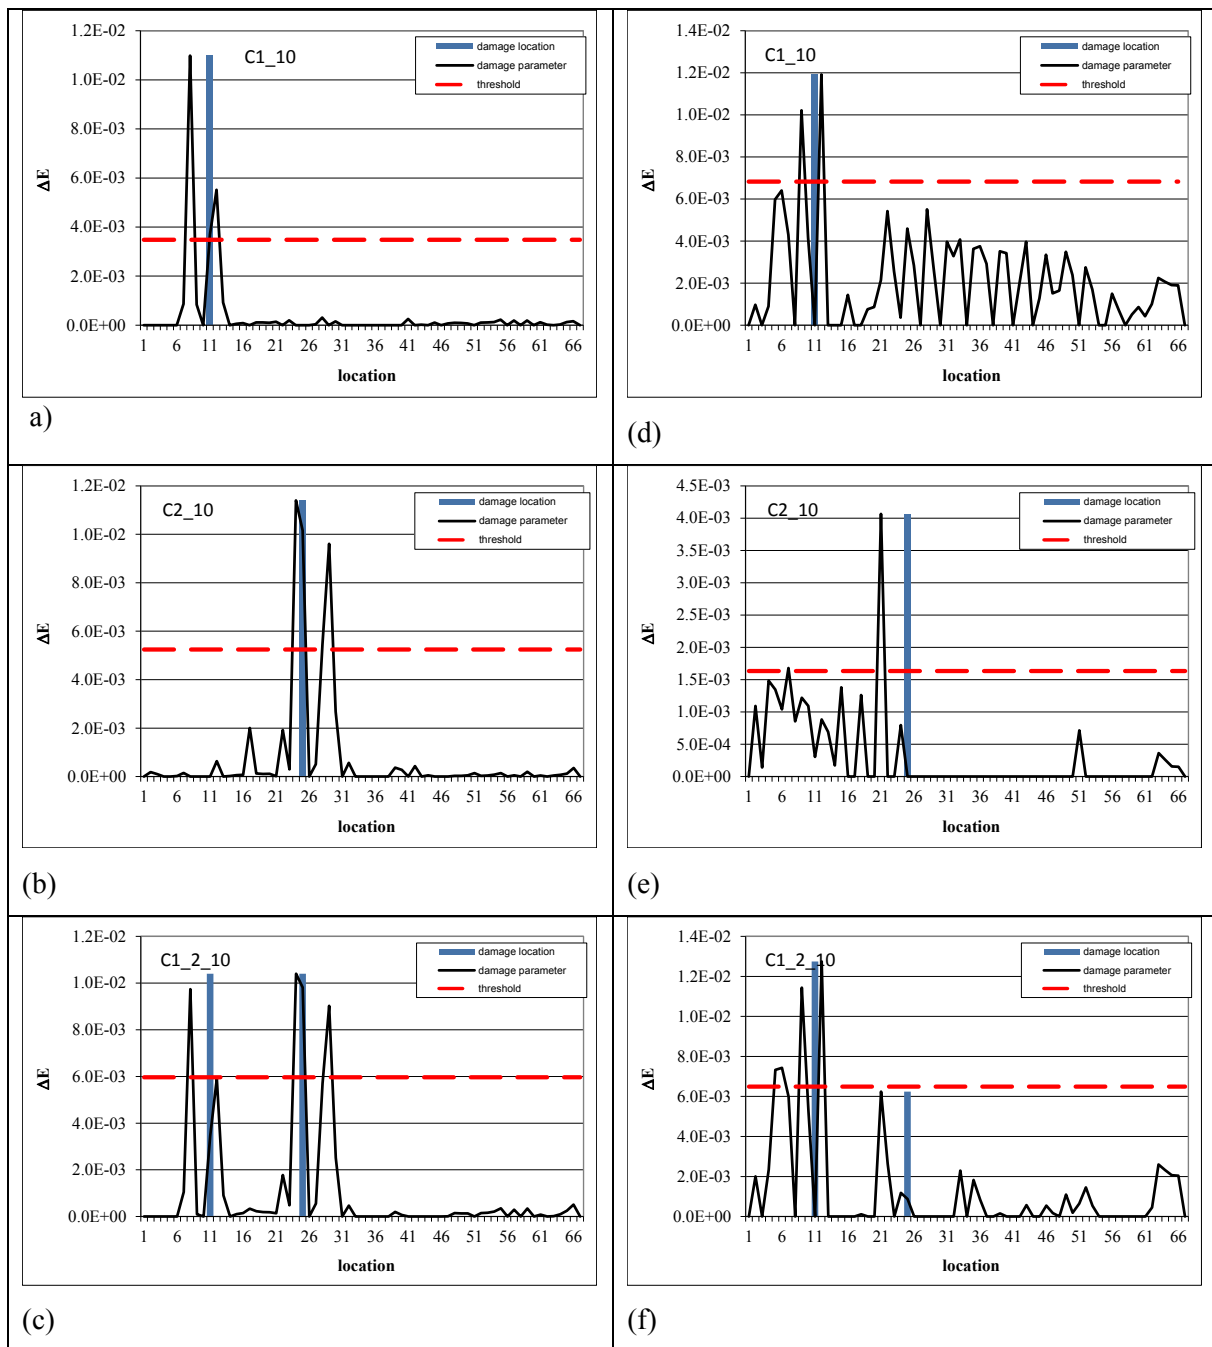 1.2E-02
1.0E-02
8.0E-03
6.0E-03
4.0E-03
2.0E-03
0.0E+00
ΔE
C1_10
damage location
damage parameter
threshold
1 6 11 16 21 26 31 36 41 46 51 56 61 66
location
a)
1.4E-02
1.2E-02
1.0E-02
8.0E-03
6.0E-03
4.0E-03
2.0E-03
0.0E+00
ΔE
C1_10
damage location
damage parameter
threshold
1 6 11 16 21 26 31 36 41 46 51 56 61 66
location
(d)
1.2E-02
1.0E-02
8.0E-03
6.0E-03
4.0E-03
2.0E-03
0.0E+00
ΔE
C2_10
damage location
damage parameter
threshold
1 6 11 16 21 26 31 36 41 46 51 56 61 66
location
(b)
4.5E-03
4.0E-03
3.5E-03
3.0E-03
2.5E-03
2.0E-03
1.5E-03
1.0E-03
5.0E-04
0.0E+00
ΔE
C2_10
damage location
damage parameter
threshold
1 6 11 16 21 26 31 36 41 46 51 56 61 66
location
(e)
1.2E-02
1.0E-02
8.0E-03
6.0E-03
4.0E-03
2.0E-03
0.0E+00
ΔE
C1_2_10
damage location
damage parameter
threshold
1 6 11 16 21 26 31 36 41 46 51 56 61 66
location
(c)
1.4E-02
1.2E-02
1.0E-02
8.0E-03
6.0E-03
4.0E-03
2.0E-03
0.0E+00
ΔE
C1_2_10
damage location
damage parameter
threshold
1 6 11 16 21 26 31 36 41 46 51 56 61 66
location
(f)